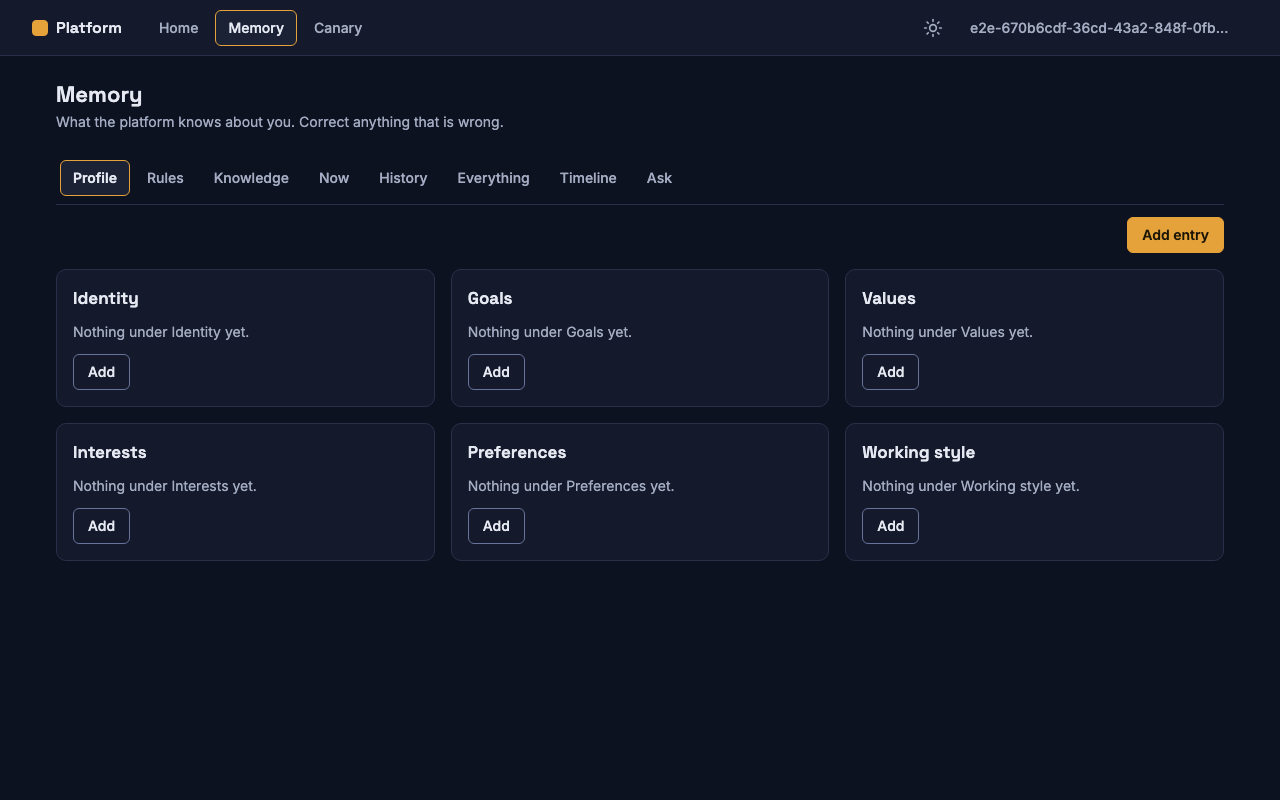 Platform
Home
Memory
Canary
e2e-670b6cdf-36cd-43a2-848f-0fb...
Memory
What the platform knows about you. Correct anything that is wrong.
Profile
Rules
Knowledge
Now
History
Everything
Timeline
Ask
Add entry
Identity
Nothing under Identity yet.
Add
Goals
Nothing under Goals yet.
Add
Values
Nothing under Values yet.
Add
Interests
Nothing under Interests yet.
Add
Preferences
Nothing under Preferences yet.
Add
Working style
Nothing under Working style yet.
Add